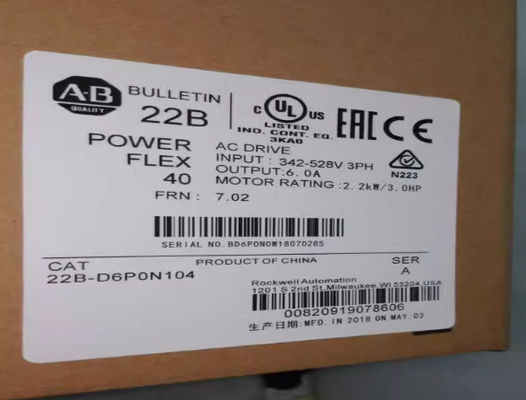 A-B
QUALITY
BULLETIN
22B
POWER
FLEX
40
FRN : 7.02
c UL us
LISTED
IND. CONT. EQ.
3KA0
EAC CE
N223
AC DRIVE
INPUT : 342-528V 3PH
OUTPUT:6.0A
MOTOR RATING:2.2kW/3.0HP
SERIAL NO.BD6P0N0W18070285
PRODUCT OF CHINA
CAT
22B-D6P0N104
SER
A
Rockwell Automation
1201 S 2nd St,Milwaukee,WI 53204,USA
00820919078606
生产日期:MFD.IN 2018 ON MAY.03